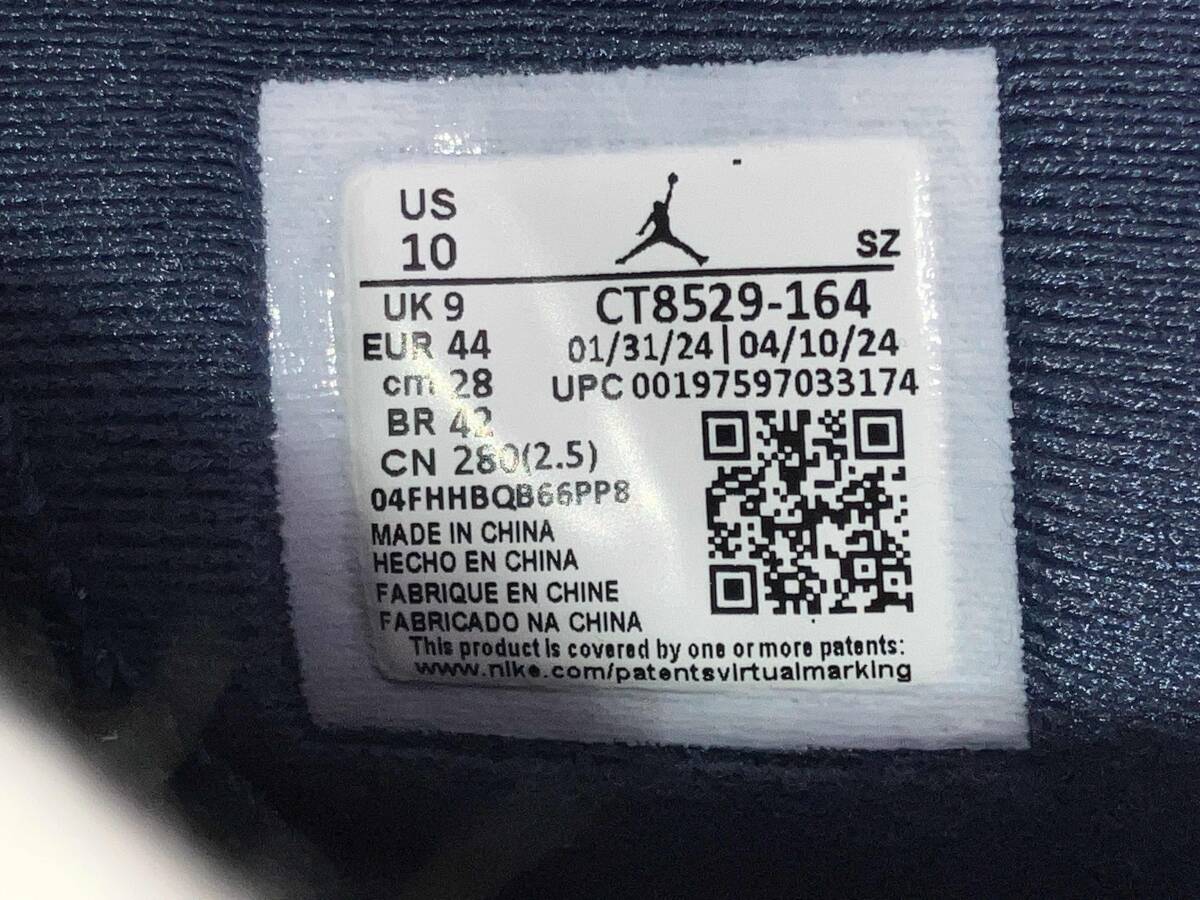 US
10
SZ
UK 9
CT8529-164
EUR 44
01/31/24|04/10/24
cm 28
UPC 00197597033174
BR 42
CN 280(2.5)
04FHHBQB66PP8
MADE IN CHINA
HECHO EN CHINA
FABRIQUE EN CHINE
FABRICADO NA CHINA
This product is covered by one or more patents:
www.nike.com/patentsvirtualmarking